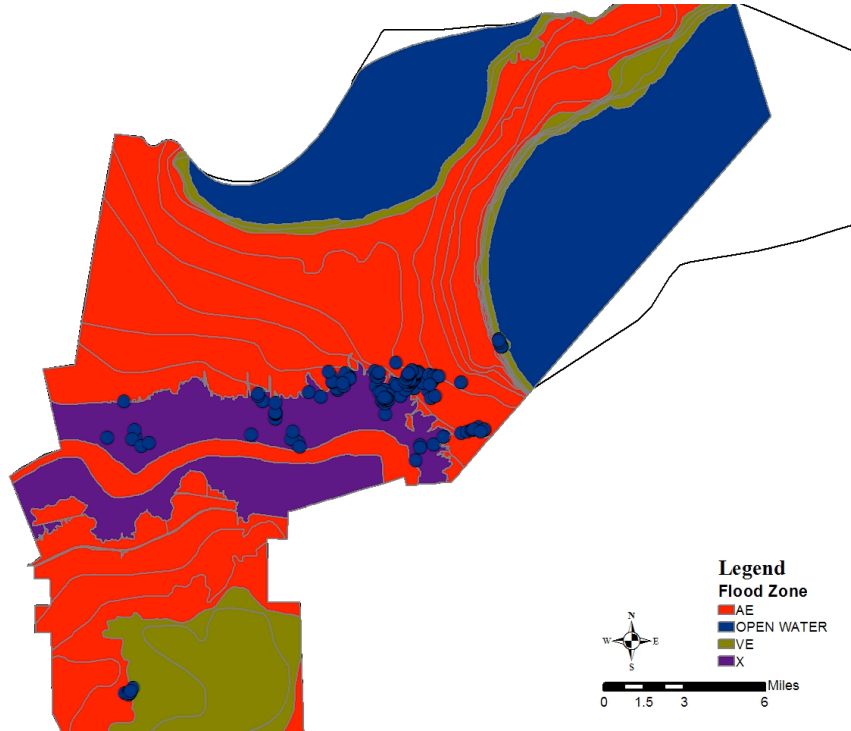 Legend
Flood Zone
AE
OPEN WATER
VE
X
N
W E
S
Miles
0 1.5 3 6